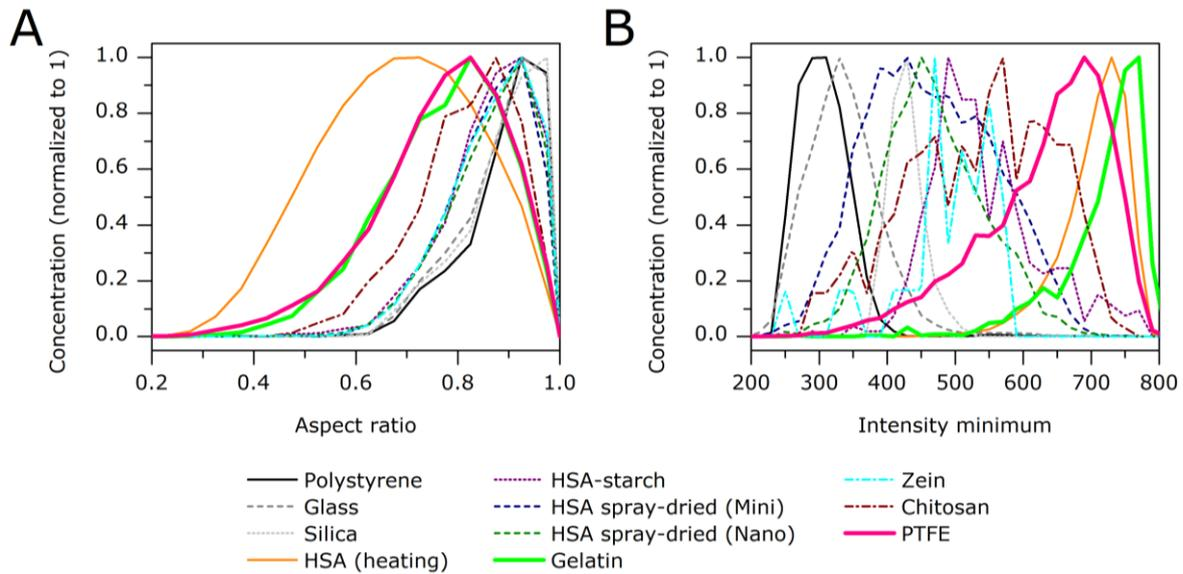 A
B
Concentration (normalized to 1)
1.0
0.8
0.6
0.4
0.2
0.0
0.2 0.4 0.6 0.8 1.0
Aspect ratio
Concentration (normalized to 1)
1.0
0.8
0.6
0.4
0.2
0.0
200 300 400 500 600 700 800
Intensity minimum
Polystyrene
Glass
Silica
HSA (heating)
HSA-starch
HSA spray-dried (Mini)
HSA spray-dried (Nano)
Gelatin
Zein
Chitosan
PTFE